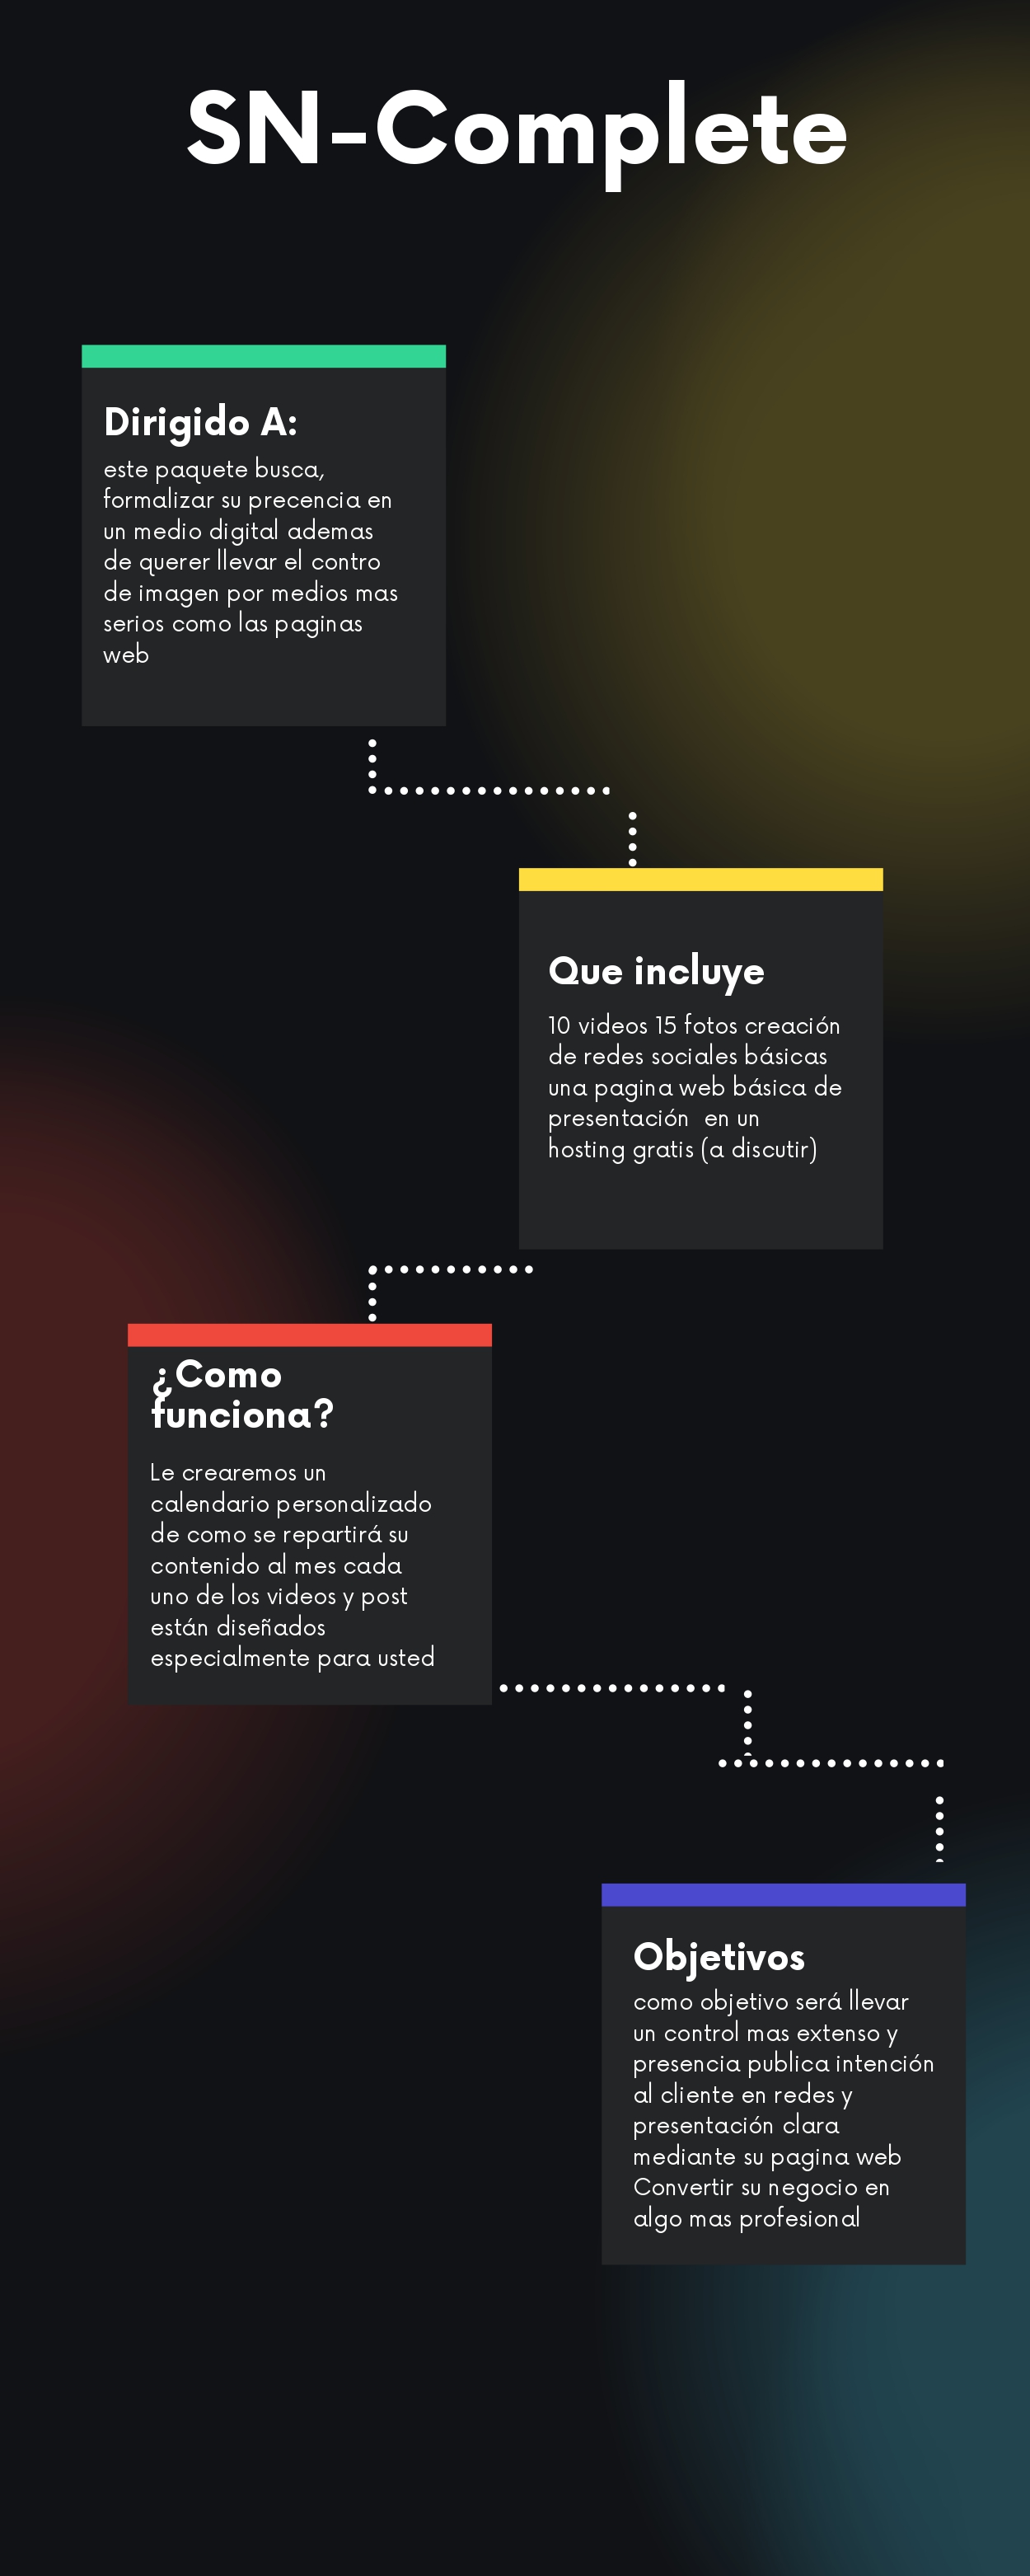 SN-Complete
Dirigido A:
este paquete busca,
formalizar su precencia en
un medio digital ademas
de querer llevar el contro
de imagen por medios mas
serios como las paginas
web
Que incluye
10 videos 15 fotos creación
de redes sociales básicas
una pagina web básica de
presentación  en un
hosting gratis (a discutir)
¿Como
funciona?
Le crearemos un
calendario personalizado
de como se repartirá su
contenido al mes cada
uno de los videos y post
están diseñados
especialmente para usted
Objetivos
como objetivo será llevar
un control mas extenso y
presencia publica intención
al cliente en redes y
presentación clara
mediante su pagina web
Convertir su negocio en
algo mas profesional